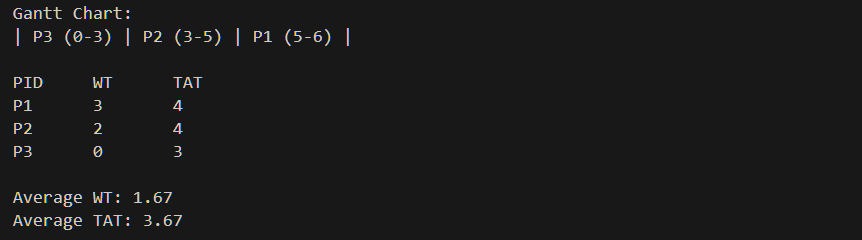 Gantt Chart:
| P3 (0-3) | P2 (3-5) | P1 (5-6) |
PID WT TAT
P1 3 4
P2 2 4
P3 0 3
Average WT: 1.67
Average TAT: 3.67